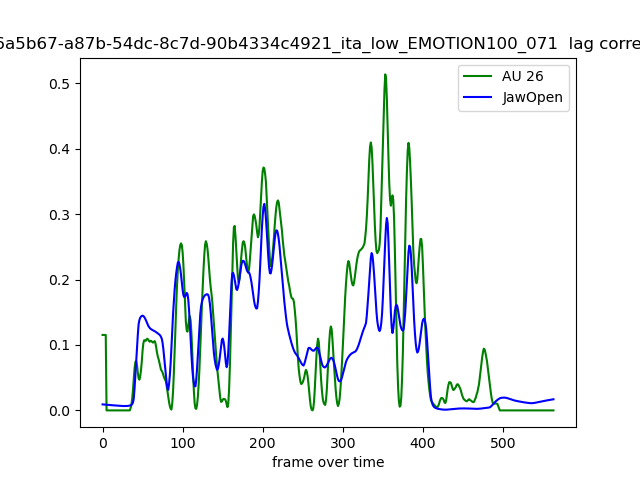 6a5b67-a87b-54dc-8c7d-90b4334c4921_ita_low_EMOTION100_071 lag corre
AU 26
JawOpen
0.5
0.4
0.3
0.2
0.1
0.0
0 100 200 300 400 500
frame over time